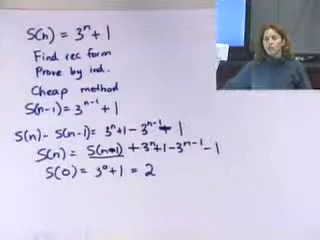 S(n) = 3ⁿ + 1
Find rec form
Prove by ind.
Cheap method
S(n-1) = 3ⁿ⁻¹ + 1
S(n) - S(n-1) = 3ⁿ + 1 - 3ⁿ⁻¹ - 1
S(n) = S(n-1) + 3ⁿ + 1 - 3ⁿ⁻¹ - 1
S(0) = 3⁰ + 1 = 2